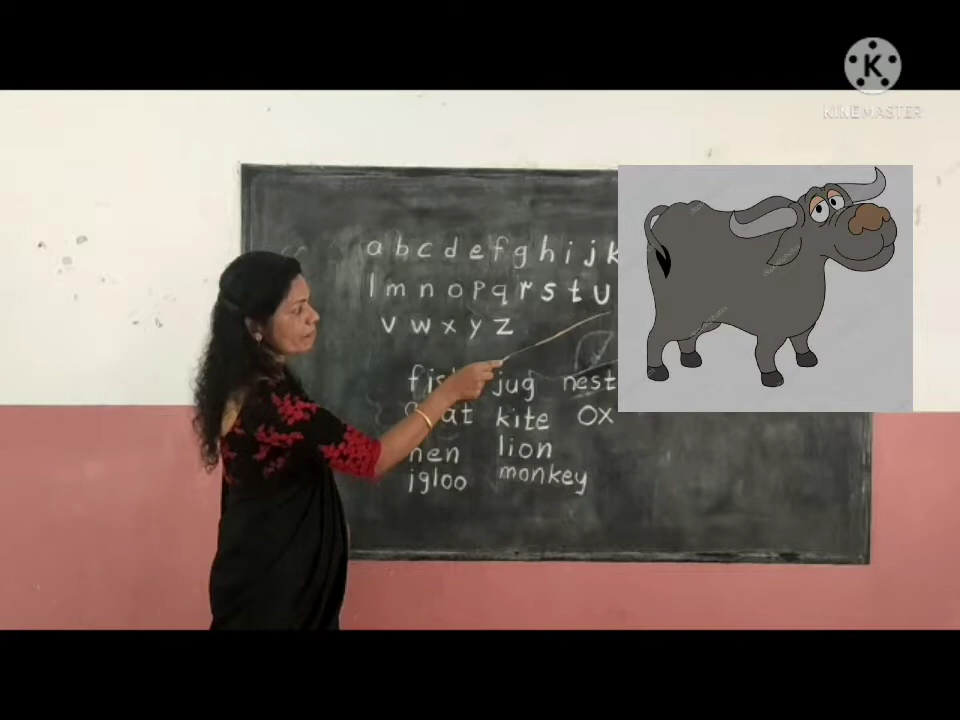 K
KINEMASTER
a b c d e f g h i j k
l m n o p q r s t u
v w x y z
jug nest
kite ox
hen lion
igloo monkey